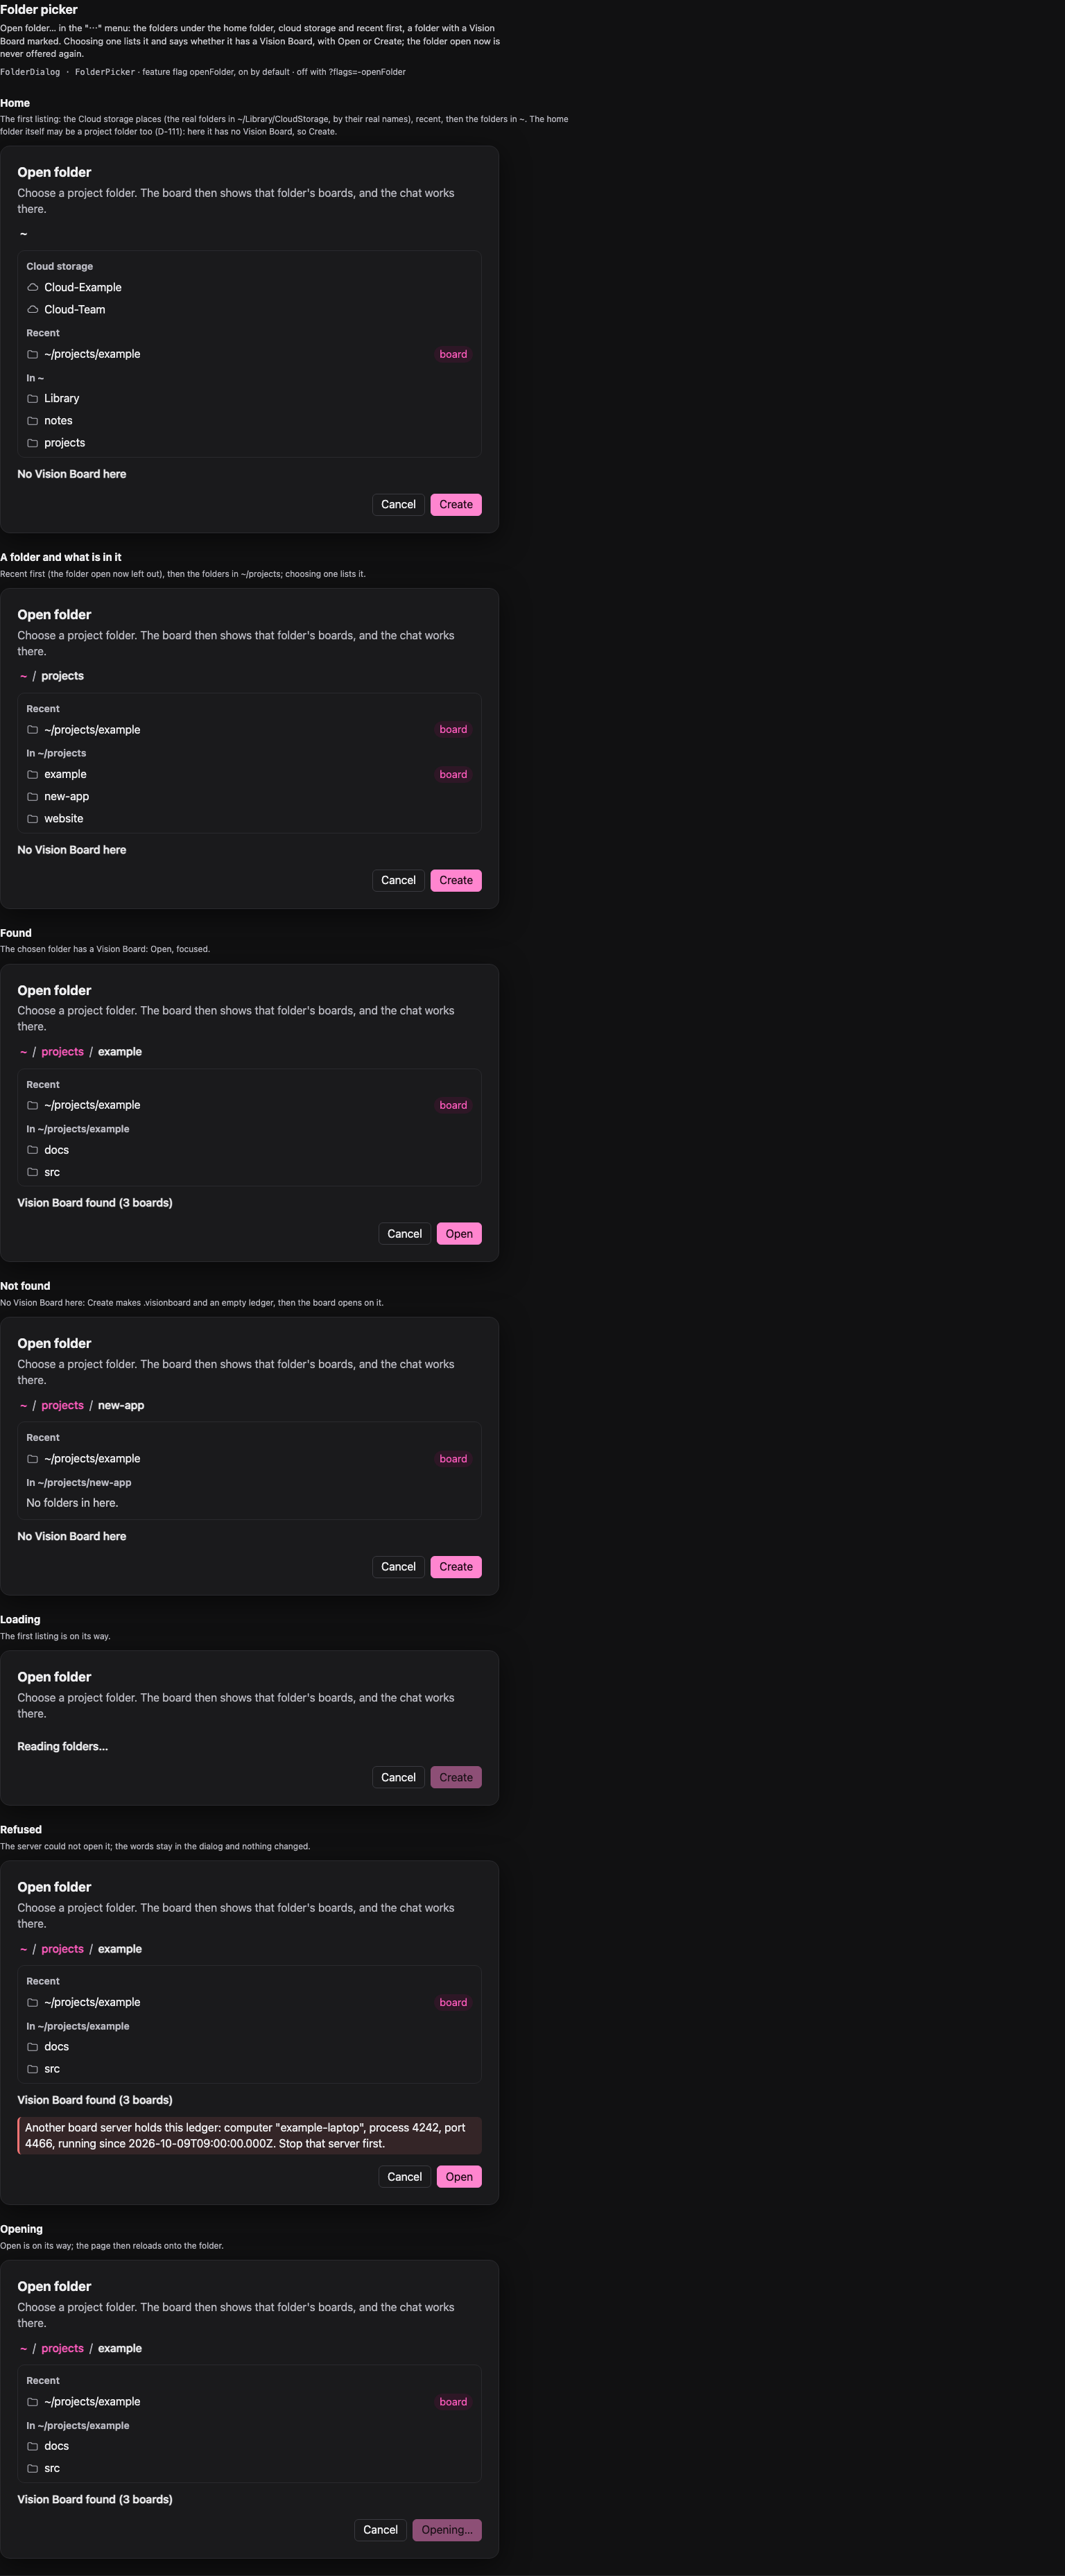 Folder picker
Open folder... in the "···" menu: the folders under the home folder, cloud storage and recent first, a folder with a Vision
Board marked. Choosing one lists it and says whether it has a Vision Board, with Open or Create; the folder open now is
never offered again.
FolderDialog · FolderPicker · feature flag openFolder, on by default · off with ?flags=-openFolder
Home
The first listing: the Cloud storage places (the real folders in ~/Library/CloudStorage, by their real names), recent, then the folders in ~. The home
folder itself may be a project folder too (D-111): here it has no Vision Board, so Create.
Open folder
Choose a project folder. The board then shows that folder's boards, and the chat works
there.
~
Cloud storage
Cloud-Example
Cloud-Team
Recent
~/projects/example board
In ~
Library
notes
projects
No Vision Board here
Cancel Create
A folder and what is in it
Recent first (the folder open now left out), then the folders in ~/projects; choosing one lists it.
Open folder
Choose a project folder. The board then shows that folder's boards, and the chat works
there.
~ / projects
Recent
~/projects/example board
In ~/projects
example board
new-app
website
No Vision Board here
Cancel Create
Found
The chosen folder has a Vision Board: Open, focused.
Open folder
Choose a project folder. The board then shows that folder's boards, and the chat works
there.
~ / projects / example
Recent
~/projects/example board
In ~/projects/example
docs
src
Vision Board found (3 boards)
Cancel Open
Not found
No Vision Board here: Create makes .visionboard and an empty ledger, then the board opens on it.
Open folder
Choose a project folder. The board then shows that folder's boards, and the chat works
there.
~ / projects / new-app
Recent
~/projects/example board
In ~/projects/new-app
No folders in here.
No Vision Board here
Cancel Create
Loading
The first listing is on its way.
Open folder
Choose a project folder. The board then shows that folder's boards, and the chat works
there.
Reading folders...
Cancel Create
Refused
The server could not open it; the words stay in the dialog and nothing changed.
Open folder
Choose a project folder. The board then shows that folder's boards, and the chat works
there.
~ / projects / example
Recent
~/projects/example board
In ~/projects/example
docs
src
Vision Board found (3 boards)
Another board server holds this ledger: computer "example-laptop", process 4242, port
4466, running since 2026-10-09T09:00:00.000Z. Stop that server first.
Cancel Open
Opening
Open is on its way; the page then reloads onto the folder.
Open folder
Choose a project folder. The board then shows that folder's boards, and the chat works
there.
~ / projects / example
Recent
~/projects/example board
In ~/projects/example
docs
src
Vision Board found (3 boards)
Cancel Opening...